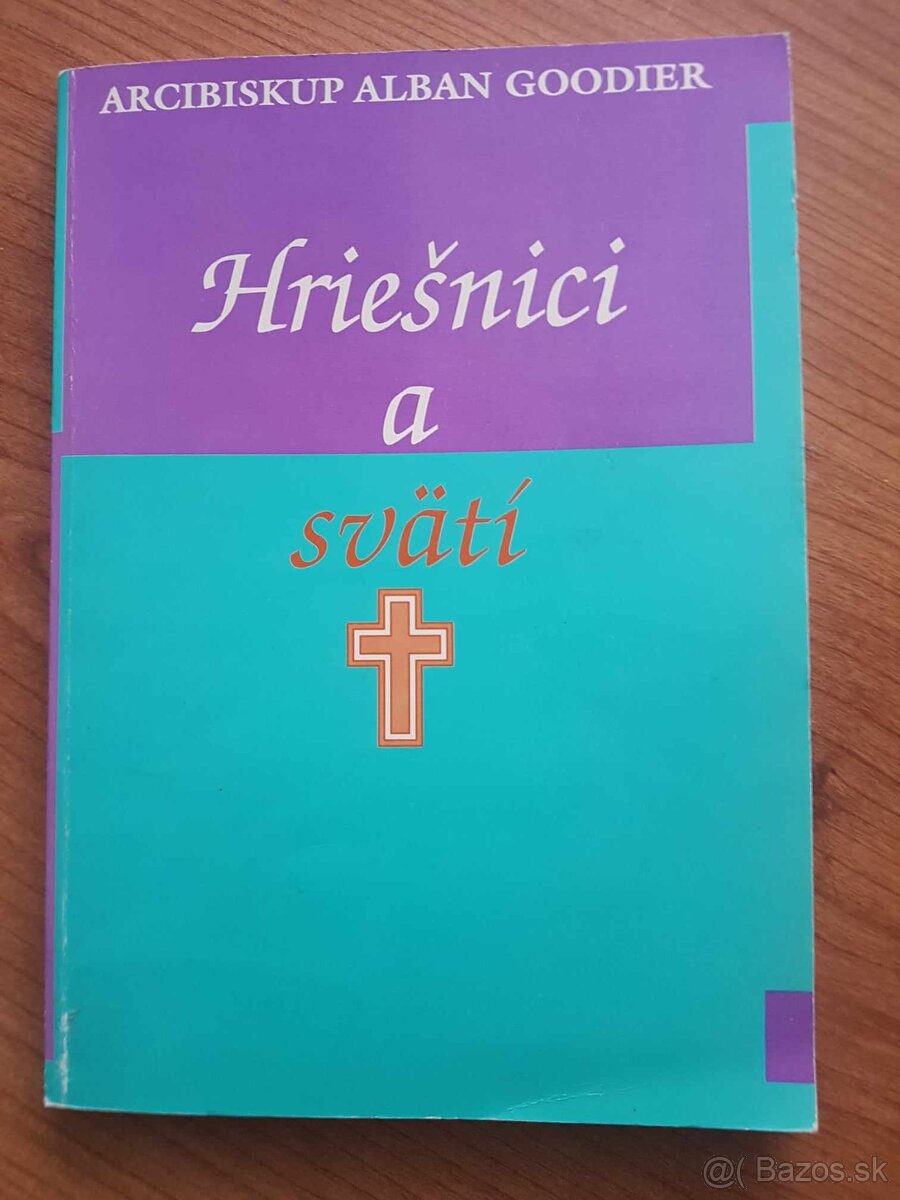 ARCIBISKUP ALBAN GOODIER
Hriešnici
a
svätí
@( Bazos.sk